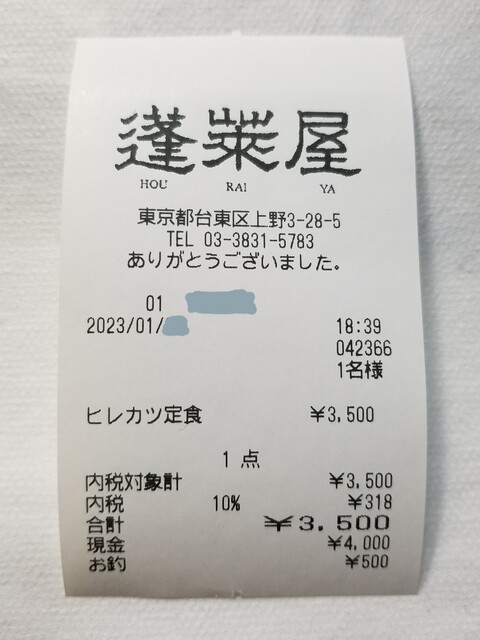 蓬莱屋
HOU RAI YA
東京都台東区上野3-28-5
TEL 03-3831-5783
ありがとうございました。
01
2023/01/ 18:39
042366
1名様
ヒレカツ定食 ¥3,500
1 点
内税対象計 ¥3,500
内税 10% ¥318
合計 ¥3,500
現金 ¥4,000
お釣 ¥500